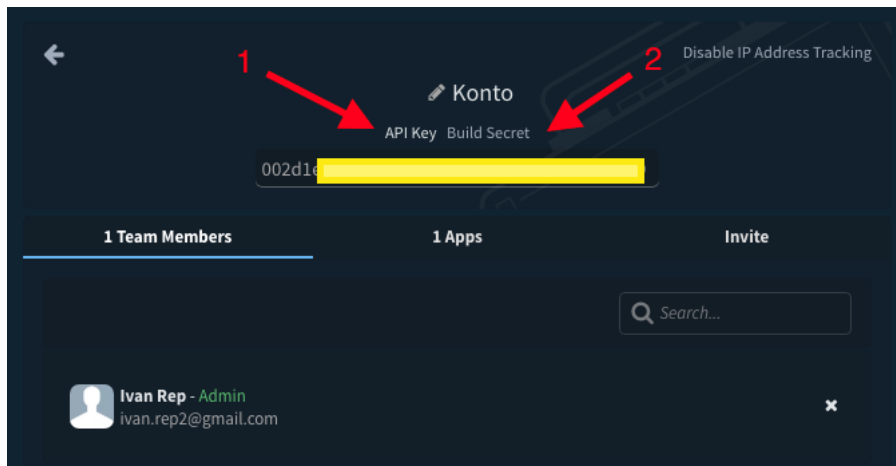 1
2
Disable IP Address Tracking
Konto
API Key Build Secret
002d1e
1 Team Members 1 Apps Invite
Search...
Ivan Rep - Admin
ivan.rep2@gmail.com